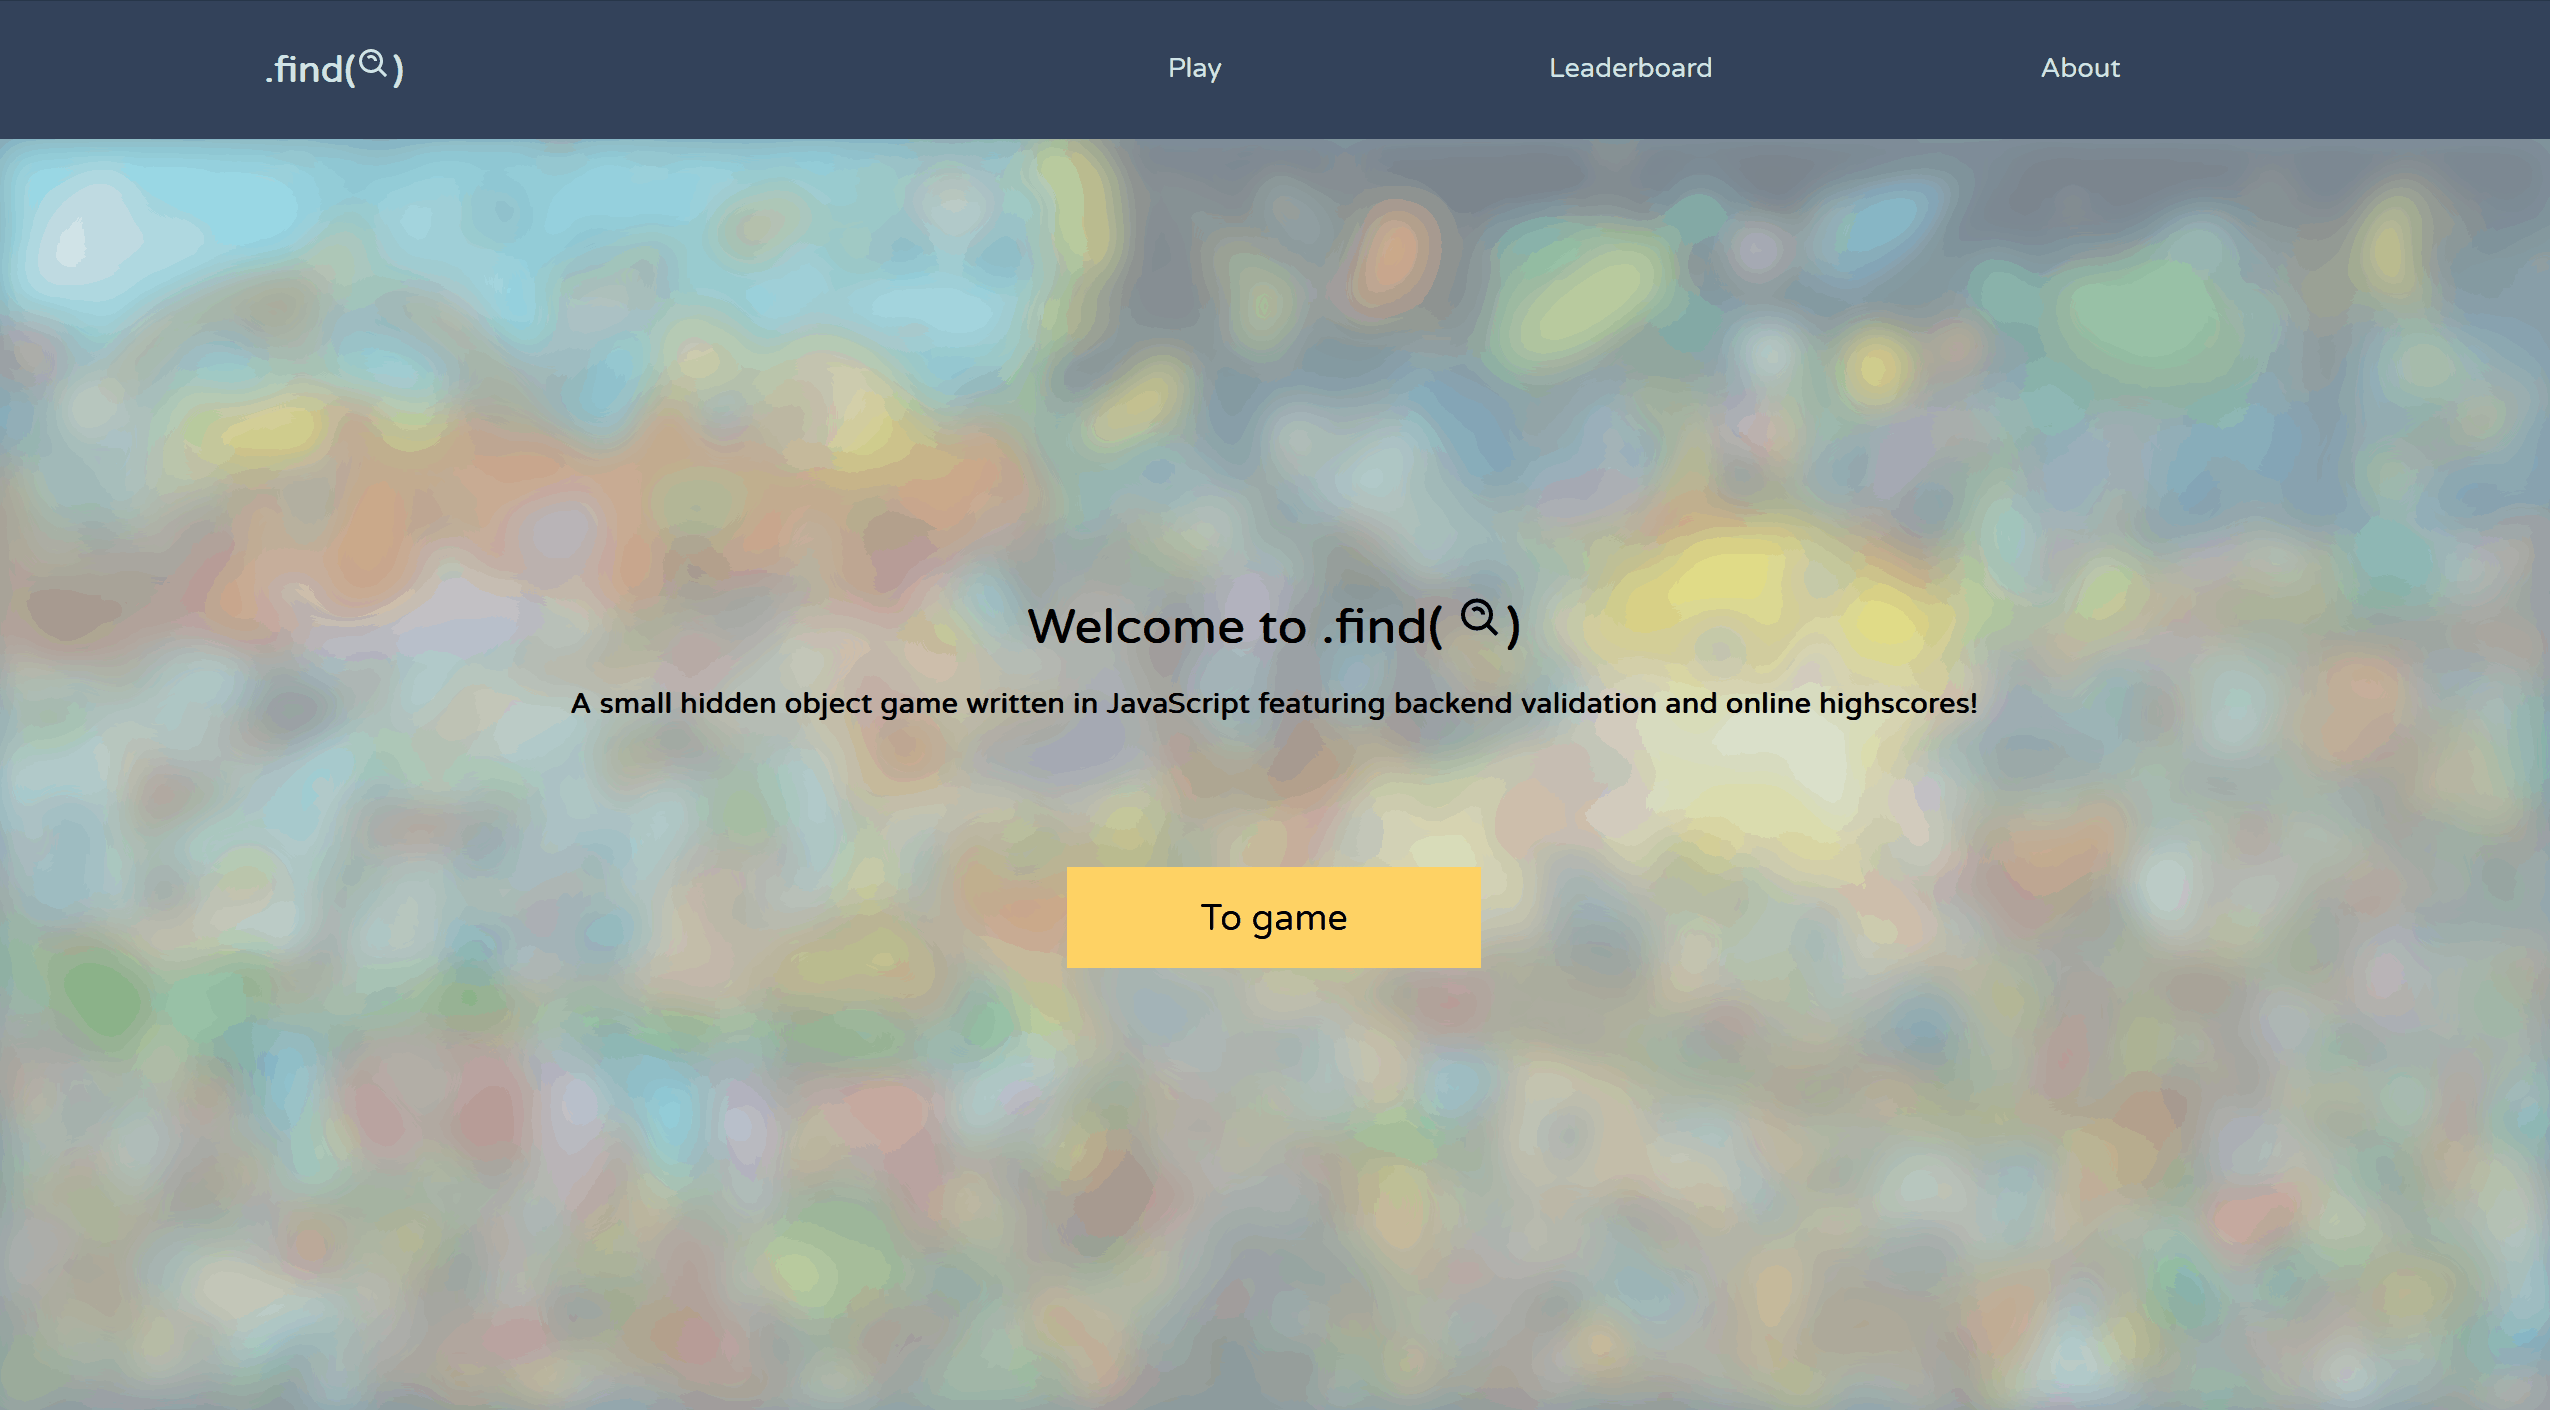 .find(🔍)
Play
Leaderboard
About
Welcome to .find( 🔍)
A small hidden object game written in JavaScript featuring backend validation and online highscores!
To game